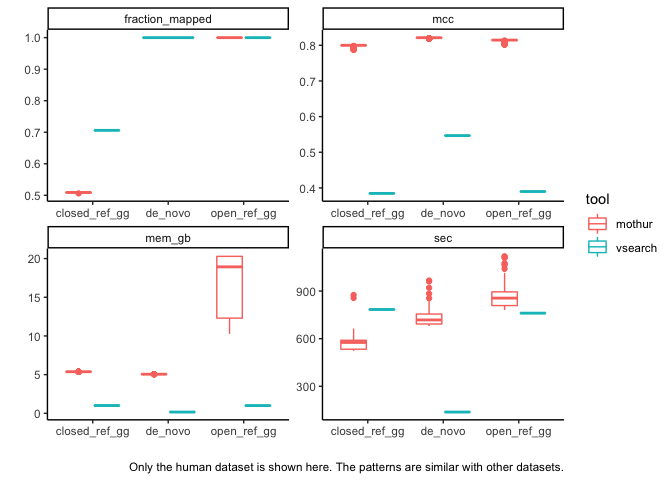 fraction_mapped
1.0
0.9
0.8
0.7
0.6
0.5
closed_ref_gg de_novo open_ref_gg
mcc
0.8
0.7
0.6
0.5
0.4
closed_ref_gg de_novo open_ref_gg
mem_gb
20
15
10
5
0
closed_ref_gg de_novo open_ref_gg
sec
900
600
300
closed_ref_gg de_novo open_ref_gg
tool
mothur
vsearch
Only the human dataset is shown here. The patterns are similar with other datasets.